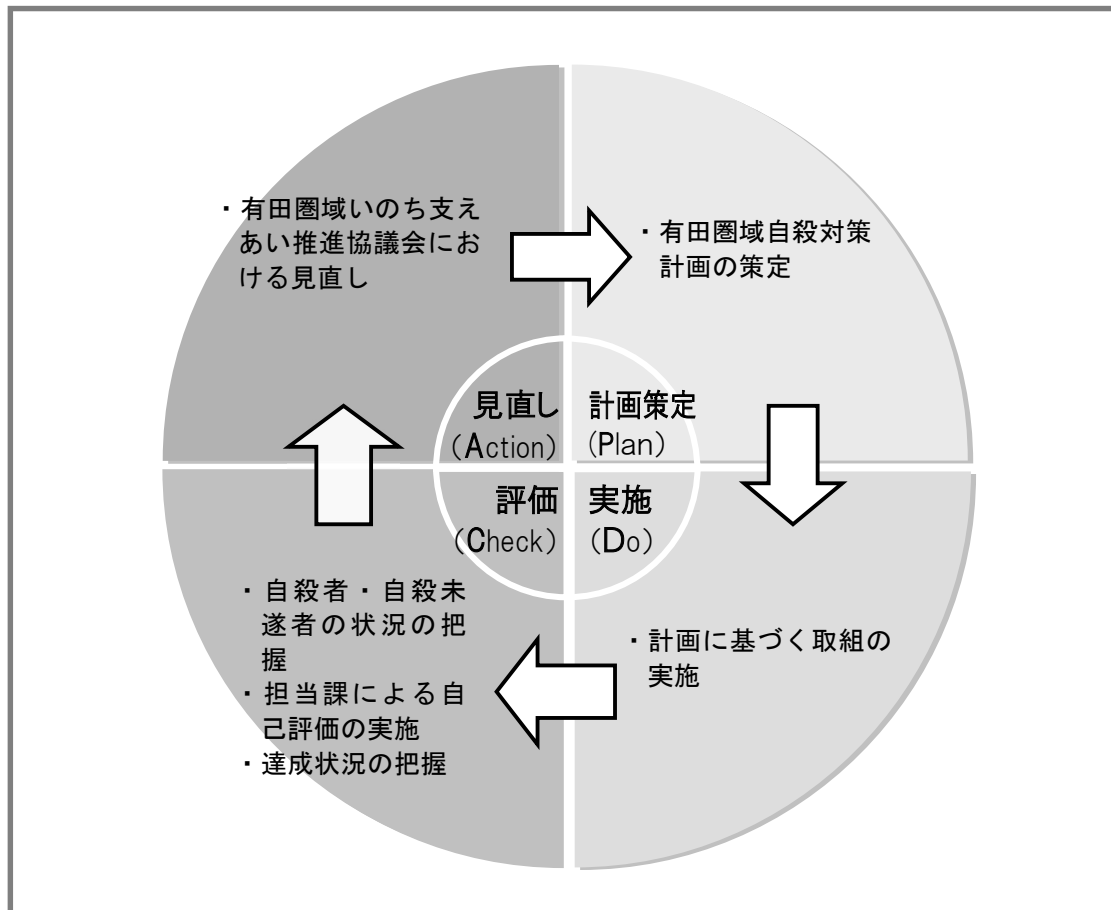 ・有田圏域いのち支え
あい推進協議会にお
ける見直し
・有田圏域自殺対策
計画の策定
見直し
(Action)
計画策定
(Plan)
評価
(Check)
実施
(Do)
・自殺者・自殺未
遂者の状況の把
握
・担当課による自
己評価の実施
・達成状況の把握
・計画に基づく取組の
実施